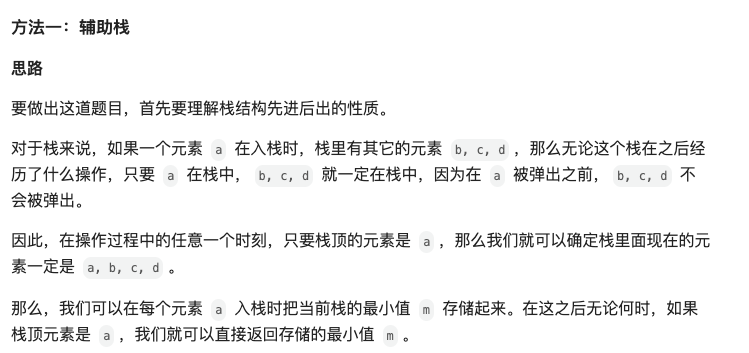 方法一：辅助栈
思路
要做出这道题目，首先要理解栈结构先进后出的性质。
对于栈来说，如果一个元素 a 在入栈时，栈里有其它的元素 b, c, d，那么无论这个栈在之后经
历了什么操作，只要 a 在栈中， b, c, d 就一定在栈中，因为在 a 被弹出之前， b, c, d 不
会被弹出。
因此，在操作过程中的任意一个时刻，只要栈顶的元素是 a，那么我们就可以确定栈里面现在的元
素一定是 a, b, c, d。
那么，我们可以在每个元素 a 入栈时把当前栈的最小值 m 存储起来。在这之后无论何时，如果
栈顶元素是 a，我们就可以直接返回存储的最小值 m。